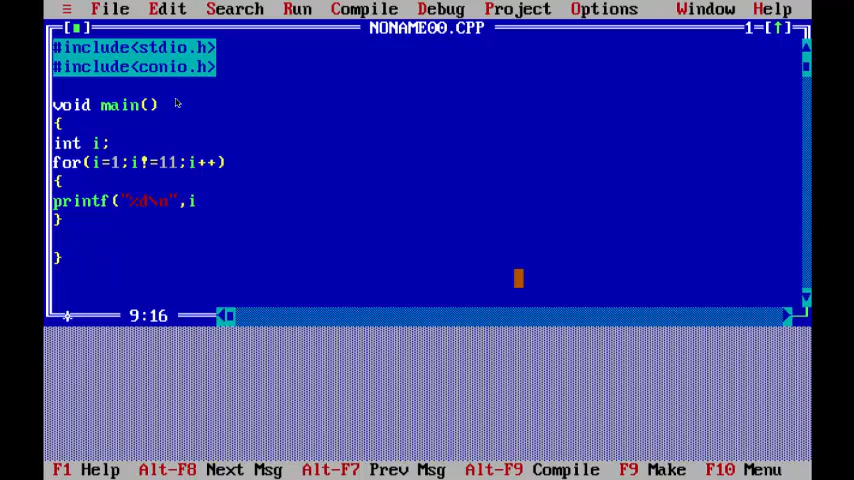 ≡ File Edit Search Run Compile Debug Project Options Window Help
[■] NONAME00.CPP 1=[↑]
#include<stdio.h>
#include<conio.h>
void main()
{
int i;
for(i=1;i!=11;i++)
{
printf("%d\n",i
}
}
9:16
F1 Help Alt-F8 Next Msg Alt-F7 Prev Msg Alt-F9 Compile F9 Make F10 Menu